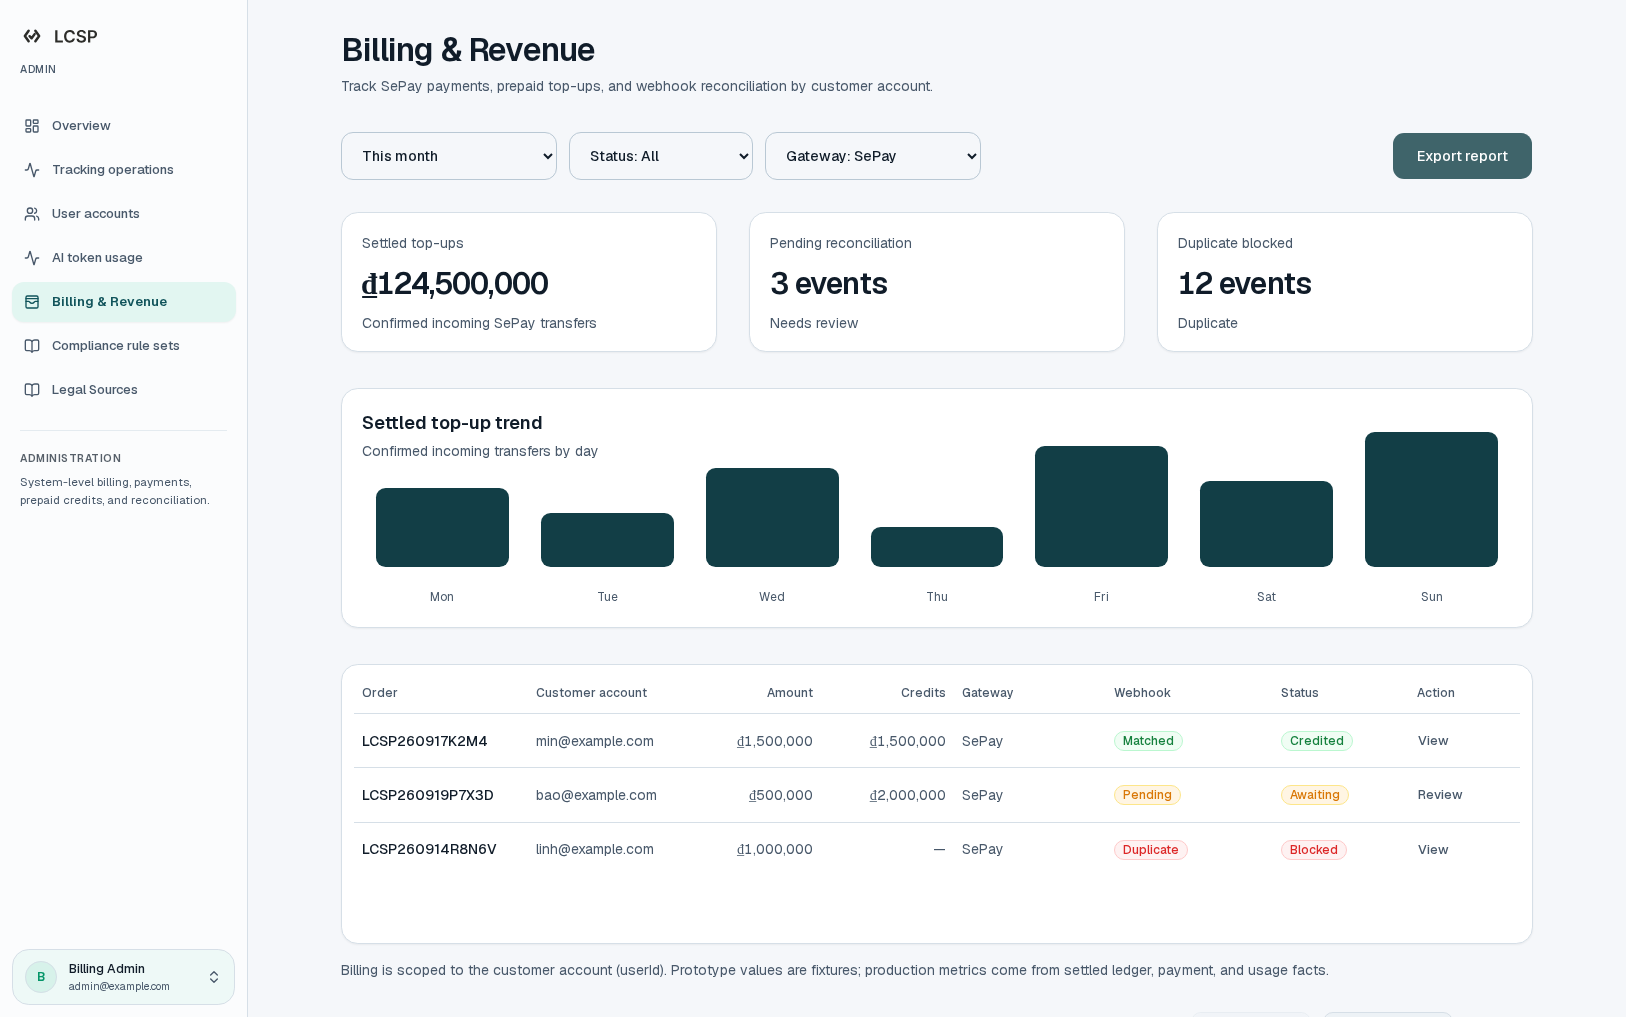 LCSP
ADMIN
Overview
Tracking operations
User accounts
AI token usage
Billing & Revenue
Compliance rule sets
Legal Sources
ADMINISTRATION
System-level billing, payments,
prepaid credits, and reconciliation.
B
Billing Admin
admin@example.com
Billing & Revenue
Track SePay payments, prepaid top-ups, and webhook reconciliation by customer account.
This month
Status: All
Gateway: SePay
Export report
Settled top-ups
₫124,500,000
Confirmed incoming SePay transfers
Pending reconciliation
3 events
Needs review
Duplicate blocked
12 events
Duplicate
Settled top-up trend
Confirmed incoming transfers by day
Mon Tue Wed Thu Fri Sat Sun
Order Customer account Amount Credits Gateway Webhook Status Action
LCSP260917K2M4 min@example.com ₫1,500,000 ₫1,500,000 SePay Matched Credited View
LCSP260919P7X3D bao@example.com ₫500,000 ₫2,000,000 SePay Pending Awaiting Review
LCSP260914R8N6V linh@example.com ₫1,000,000 — SePay Duplicate Blocked View
Billing is scoped to the customer account (userId). Prototype values are fixtures; production metrics come from settled ledger, payment, and usage facts.